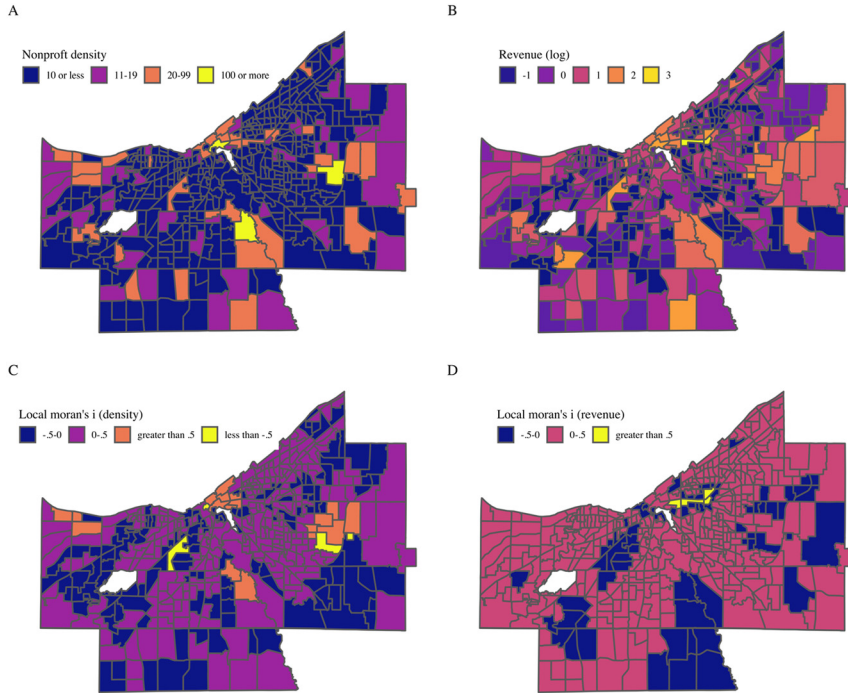 A
Nonproft density
10 or less 11-19 20-99 100 or more
B
Revenue (log)
-1 0 1 2 3
C
Local moran's i (density)
-.5-0 0-.5 greater than .5 less than -.5
D
Local moran's i (revenue)
-.5-0 0-.5 greater than .5